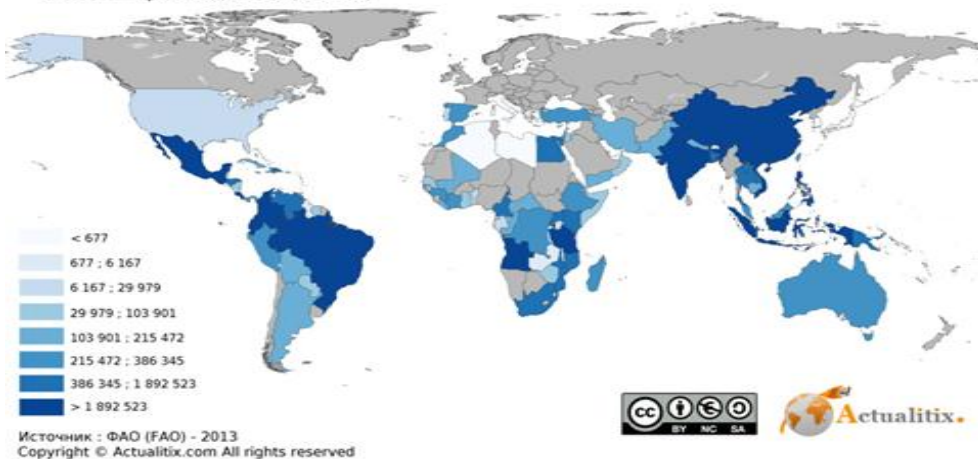 < 677
677 ; 6 167
6 167 ; 29 979
29 979 ; 103 901
103 901 ; 215 472
215 472 ; 386 345
386 345 ; 1 892 523
> 1 892 523
Источник : ФАО (FAO) - 2013
Copyright © Actualitix.com All rights reserved
cc
BY NC SA
Actualitix.